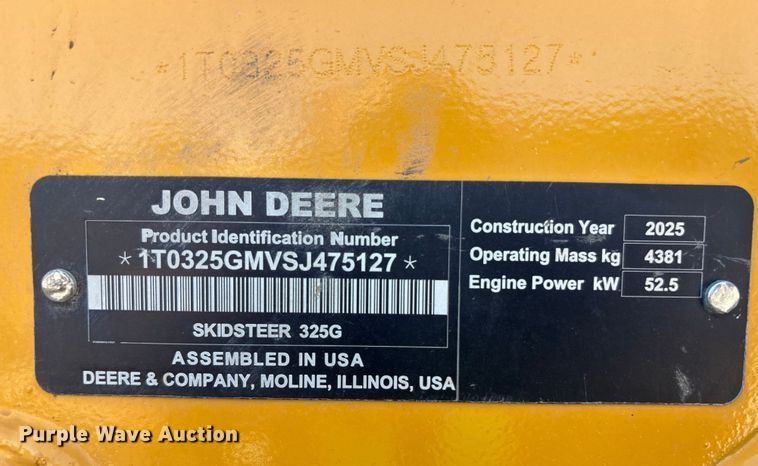 *1T0325GMVSJ475127*
JOHN DEERE
Product Identification Number
*1T0325GMVSJ475127*
SKIDSTEER 325G
ASSEMBLED IN USA
DEERE & COMPANY, MOLINE, ILLINOIS, USA
Construction Year 2025
Operating Mass kg 4381
Engine Power kW 52.5
Purple Wave Auction